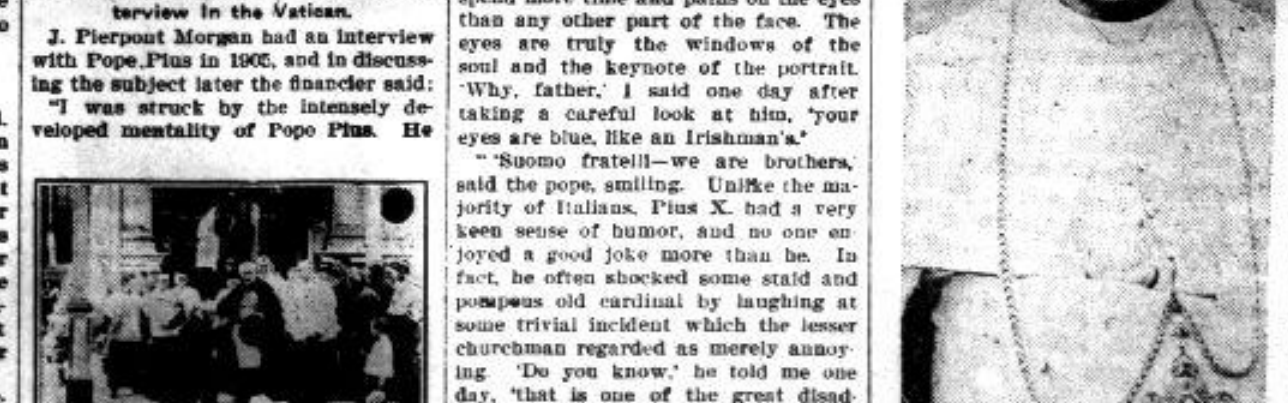 terview in the Vatican.
J. Pierpont Morgan had an interview
with Pope Pius in 1905, and in discuss-
ing the subject later the financier said:
"I was struck by the intensely de-
veloped mentality of Pope Pius. He
spend more time and pains on the eyes
than any other part of the face. The
eyes are truly the windows of the
soul and the keynote of the portrait.
'Why, father,' I said one day after
taking a careful look at him, 'your
eyes are blue, like an Irishman's.'
"'Suomo fratelli—we are brothers,'
said the pope, smiling. Unlike the ma-
jority of Italians, Pius X. had a very
keen sense of humor, and no one en-
joyed a good joke more than he. In
fact, he often shocked some staid and
pompous old cardinal by laughing at
some trivial incident which the lesser
churchman regarded as merely annoy-
ing. 'Do you know,' he told me one
day, 'that is one of the great disad-